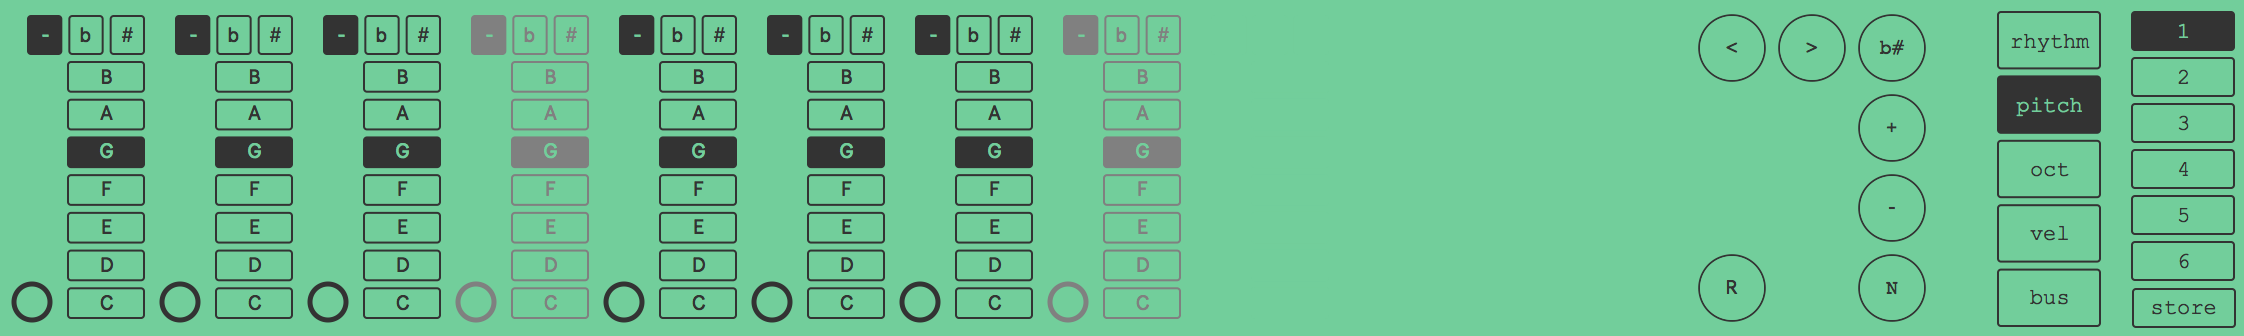 - b # - b # - b # - b # - b # - b # - b # - b # < > b# rhythm 1
B B B B B B B B 2
A A A A A A A A + pitch 3
G G G G G G G G
F F F F F F F F oct 4
E E E E E E E E - vel 5
D D D D D D D D 6
C C C C C C C C R N bus store